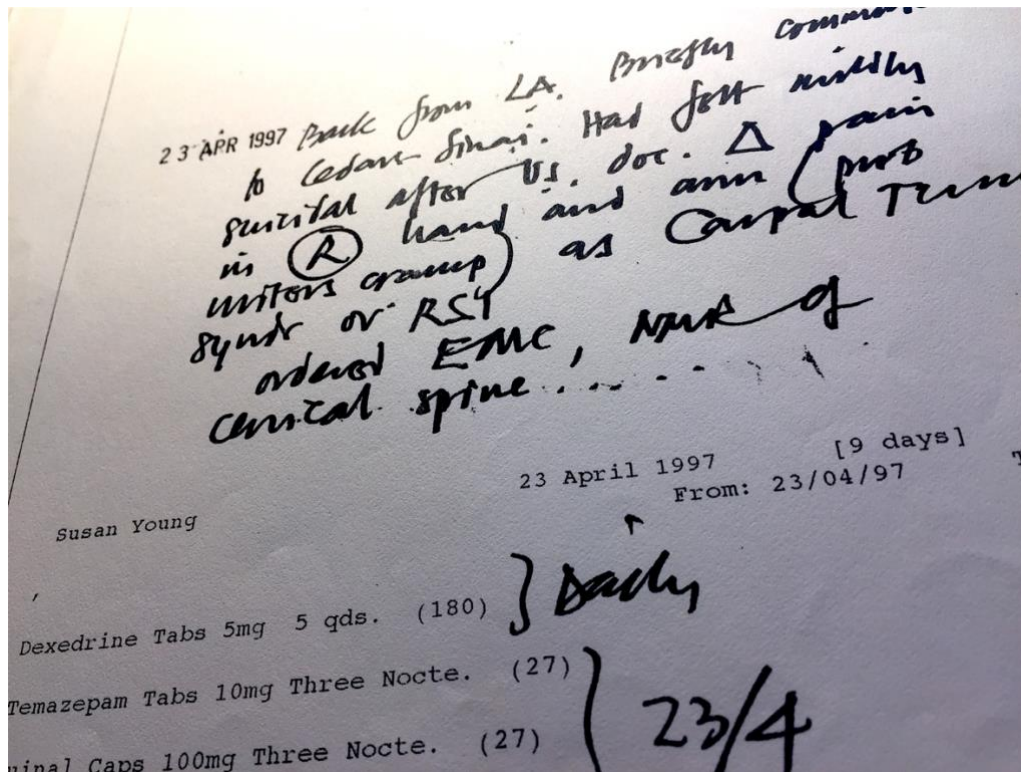 23 APR 1997 Back from LA. Briefly
to Cedars Sinai. Had felt mildly
suicidal after US. doc. Δ pain
in R hand and arm (prob
writers cramp) as Carpal
Syndr or RSI
ordered EMG, NMR of
cervical spine.........
23 April 1997 [9 days]
From: 23/04/97
Susan Young
Dexedrine Tabs 5mg 5 qds. (180) } Daily
Temazepam Tabs 10mg Three Nocte. (27)
Caps 100mg Three Nocte. (27) } 23/4